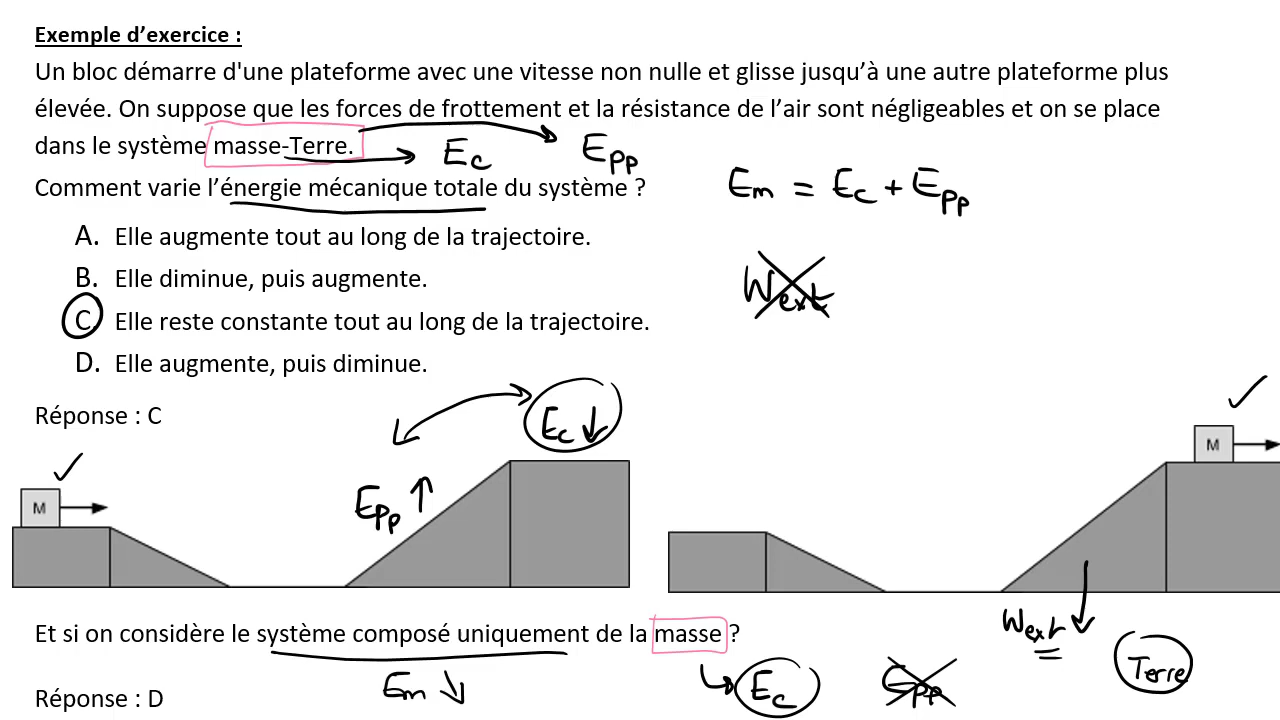 Exemple d’exercice :
Un bloc démarre d'une plateforme avec une vitesse non nulle et glisse jusqu’à une autre plateforme plus
élevée. On suppose que les forces de frottement et la résistance de l’air sont négligeables et on se place
dans le système masse-Terre. Ec Epp
Comment varie l’énergie mécanique totale du système ?
Em = Ec + Epp
A. Elle augmente tout au long de la trajectoire.
B. Elle diminue, puis augmente.
Wext
C. Elle reste constante tout au long de la trajectoire.
D. Elle augmente, puis diminue.
Réponse : C
Ec ↓
M
M
Epp ↑
Et si on considère le système composé uniquement de la masse ?
Wext
Terre
Em ↘
Ec
Epp
Réponse : D